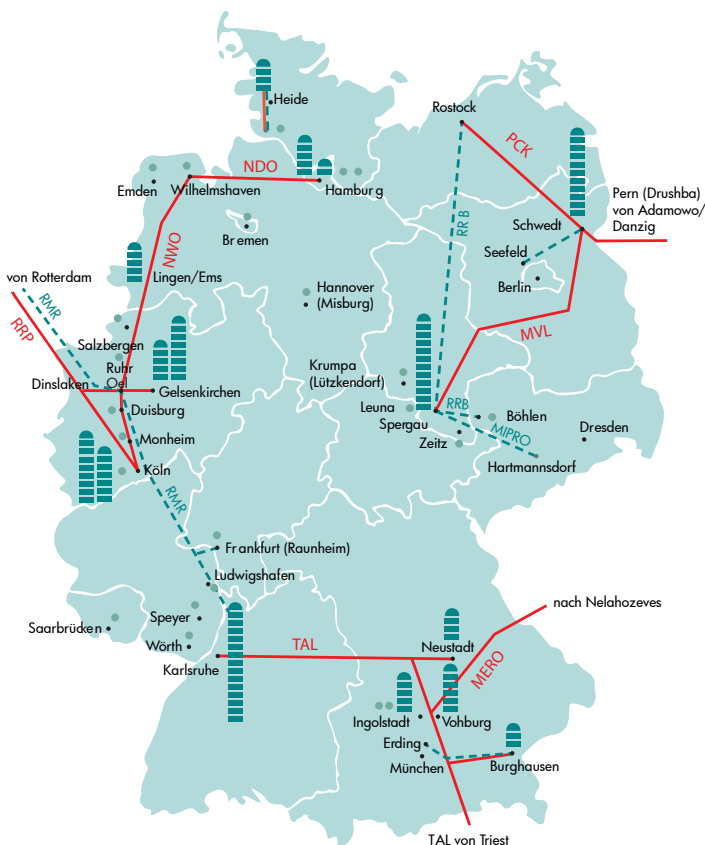 Heide
Rostock
PCK
NDO
Emden
Wilhelmshaven
Hamburg
Pern (Drushba)
von Adamowo/
Danzig
RRB
Schwedt
Bremen
Seefeld
NWO
Berlin
von Rotterdam
Lingen/Ems
Hannover
(Misburg)
RMR
RRP
Salzbergen
MVL
Ruhr
Oel
Krumpa
(Lützkendorf)
Dinslaken
Gelsenkirchen
Duisburg
Leuna
Spergau
RRB
Böhlen
MIPRO
Dresden
Monheim
Zeitz
Köln
Hartmannsdorf
RMR
Frankfurt (Raunheim)
Ludwigshafen
nach Nelahozeves
Speyer
Saarbrücken
Wörth
TAL
Neustadt
Karlsruhe
MERO
Ingolstadt
Vohburg
Erding
München
Burghausen
TAL von Triest